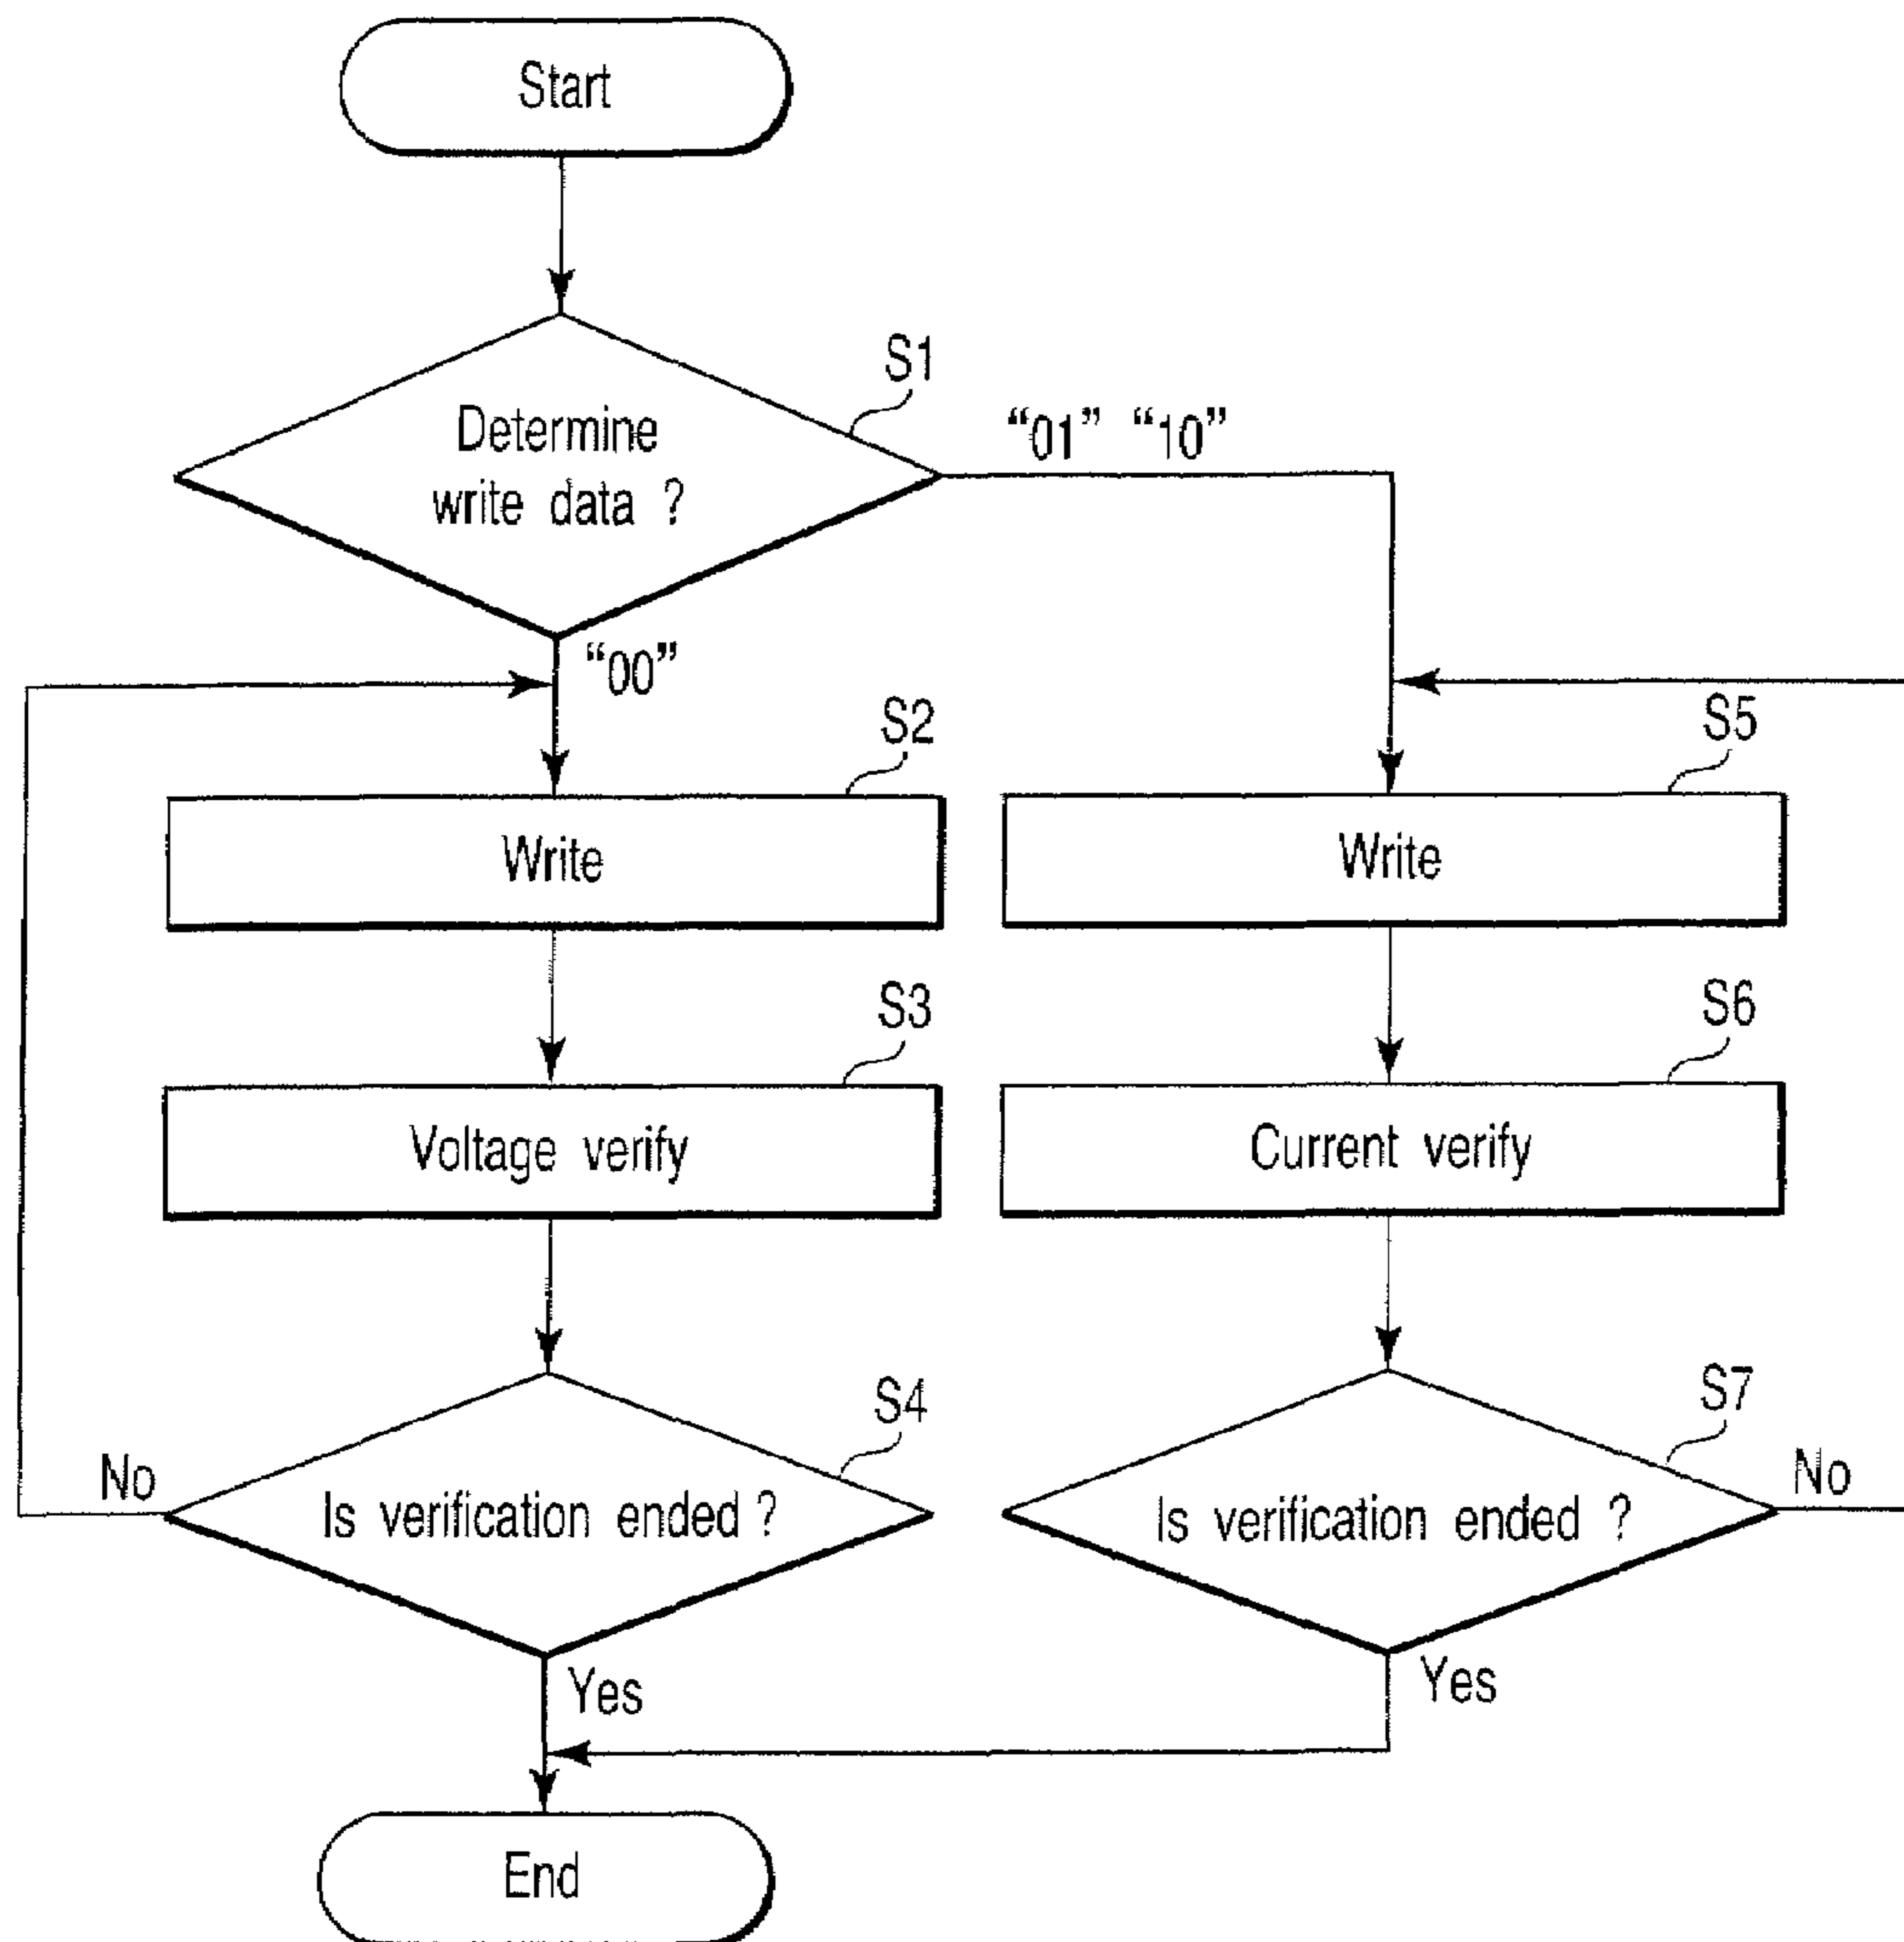 Start
S1
Determine
write data ?
“01” “10”
“00”
S2
S5
Write
Write
S3
S6
Voltage verify
Current verify
S4
S7
No
Is verification ended ?
Is verification ended ?
No
Yes
Yes
End